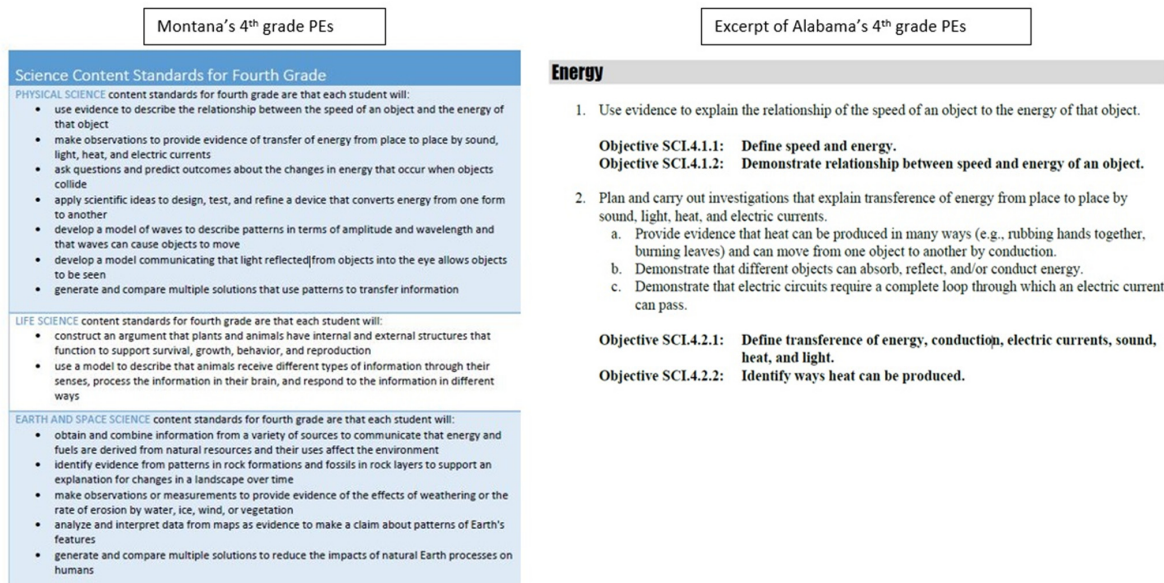 Montana's 4th grade PEs
Science Content Standards for Fourth Grade
PHYSICAL SCIENCE content standards for fourth grade are that each student will:
• use evidence to describe the relationship between the speed of an object and the energy of
that object
• make observations to provide evidence of transfer of energy from place to place by sound,
light, heat, and electric currents
• ask questions and predict outcomes about the changes in energy that occur when objects
collide
• apply scientific ideas to design, test, and refine a device that converts energy from one form
to another
• develop a model of waves to describe patterns in terms of amplitude and wavelength and
that waves can cause objects to move
• develop a model communicating that light reflected from objects into the eye allows objects
to be seen
• generate and compare multiple solutions that use patterns to transfer information
LIFE SCIENCE content standards for fourth grade are that each student will:
• construct an argument that plants and animals have internal and external structures that
function to support survival, growth, behavior, and reproduction
• use a model to describe that animals receive different types of information through their
senses, process the information in their brain, and respond to the information in different
ways
EARTH AND SPACE SCIENCE content standards for fourth grade are that each student will:
• obtain and combine information from a variety of sources to communicate that energy and
fuels are derived from natural resources and their uses affect the environment
• identify evidence from patterns in rock formations and fossils in rock layers to support an
explanation for changes in a landscape over time
• make observations or measurements to provide evidence of the effects of weathering or the
rate of erosion by water, ice, wind, or vegetation
• analyze and interpret data from maps as evidence to make a claim about patterns of Earth's
features
• generate and compare multiple solutions to reduce the impacts of natural Earth processes on
humans
Excerpt of Alabama's 4th grade PEs
Energy
1. Use evidence to explain the relationship of the speed of an object to the energy of that object.
Objective SCI.4.1.1: Define speed and energy.
Objective SCI.4.1.2: Demonstrate relationship between speed and energy of an object.
2. Plan and carry out investigations that explain transference of energy from place to place by
sound, light, heat, and electric currents.
a. Provide evidence that heat can be produced in many ways (e.g., rubbing hands together,
burning leaves) and can move from one object to another by conduction.
b. Demonstrate that different objects can absorb, reflect, and/or conduct energy.
c. Demonstrate that electric circuits require a complete loop through which an electric current
can pass.
Objective SCI.4.2.1: Define transference of energy, conduction, electric currents, sound,
heat, and light.
Objective SCI.4.2.2: Identify ways heat can be produced.